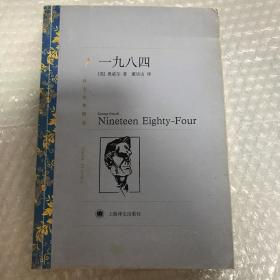 一九八四
[英] 奥威尔 著 董乐山 译
George Orwell
Nineteen Eighty-Four
上海译文出版社